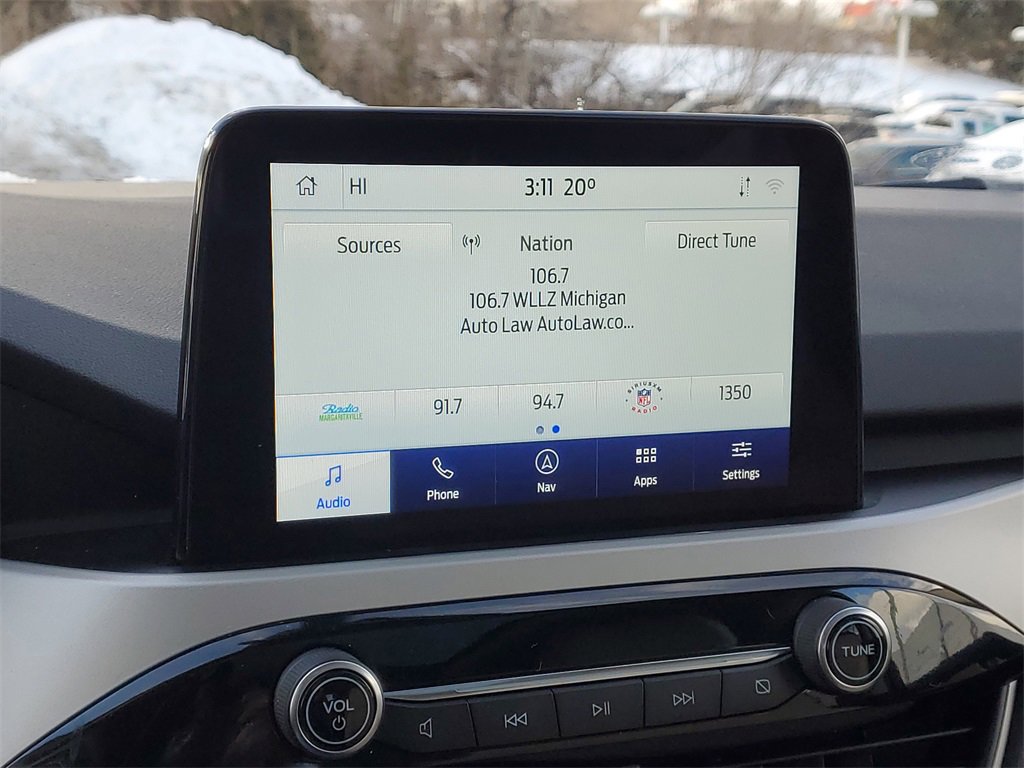 HI
3:11 20º
Sources
Nation
Direct Tune
106.7
106.7 WLLZ Michigan
Auto Law AutoLaw.co...
Radio
MARGARITAVILLE
91.7
94.7
SIRIUSXM
NFL
RADIO
1350
Audio
Phone
Nav
Apps
Settings
VOL
TUNE